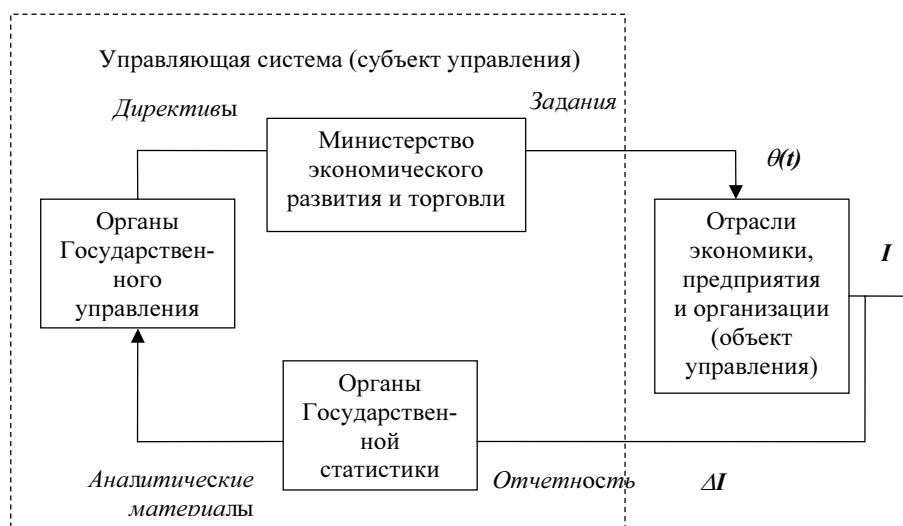 Управляющая система (субъект управления)
Директивы
Задания
Министерство
экономического
развития и торговли
θ(t)
Органы
Государствен-
ного
управления
Отрасли
экономики,
предприятия
и организации
(объект
управления)
I
Органы
Государствен-
ной
статистики
Аналитические
материалы
Отчетность
ΔI